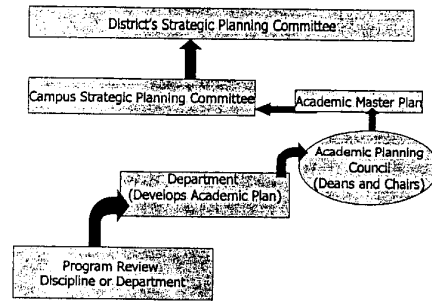 District's Strategic Planning Committee
Campus Strategic Planning Committee
Academic Master Plan
Academic Planning
Council
(Deans and Chairs)
Department
(Develops Academic Plan)
Program Review
Discipline or Department